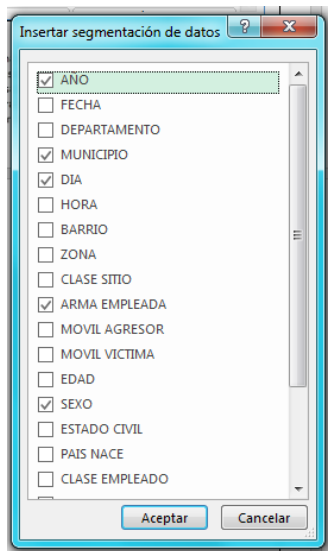 Insertar segmentación de datos
AÑO
FECHA
DEPARTAMENTO
MUNICIPIO
DIA
HORA
BARRIO
ZONA
CLASE SITIO
ARMA EMPLEADA
MOVIL AGRESOR
MOVIL VICTIMA
EDAD
SEXO
ESTADO CIVIL
PAIS NACE
CLASE EMPLEADO
Aceptar Cancelar